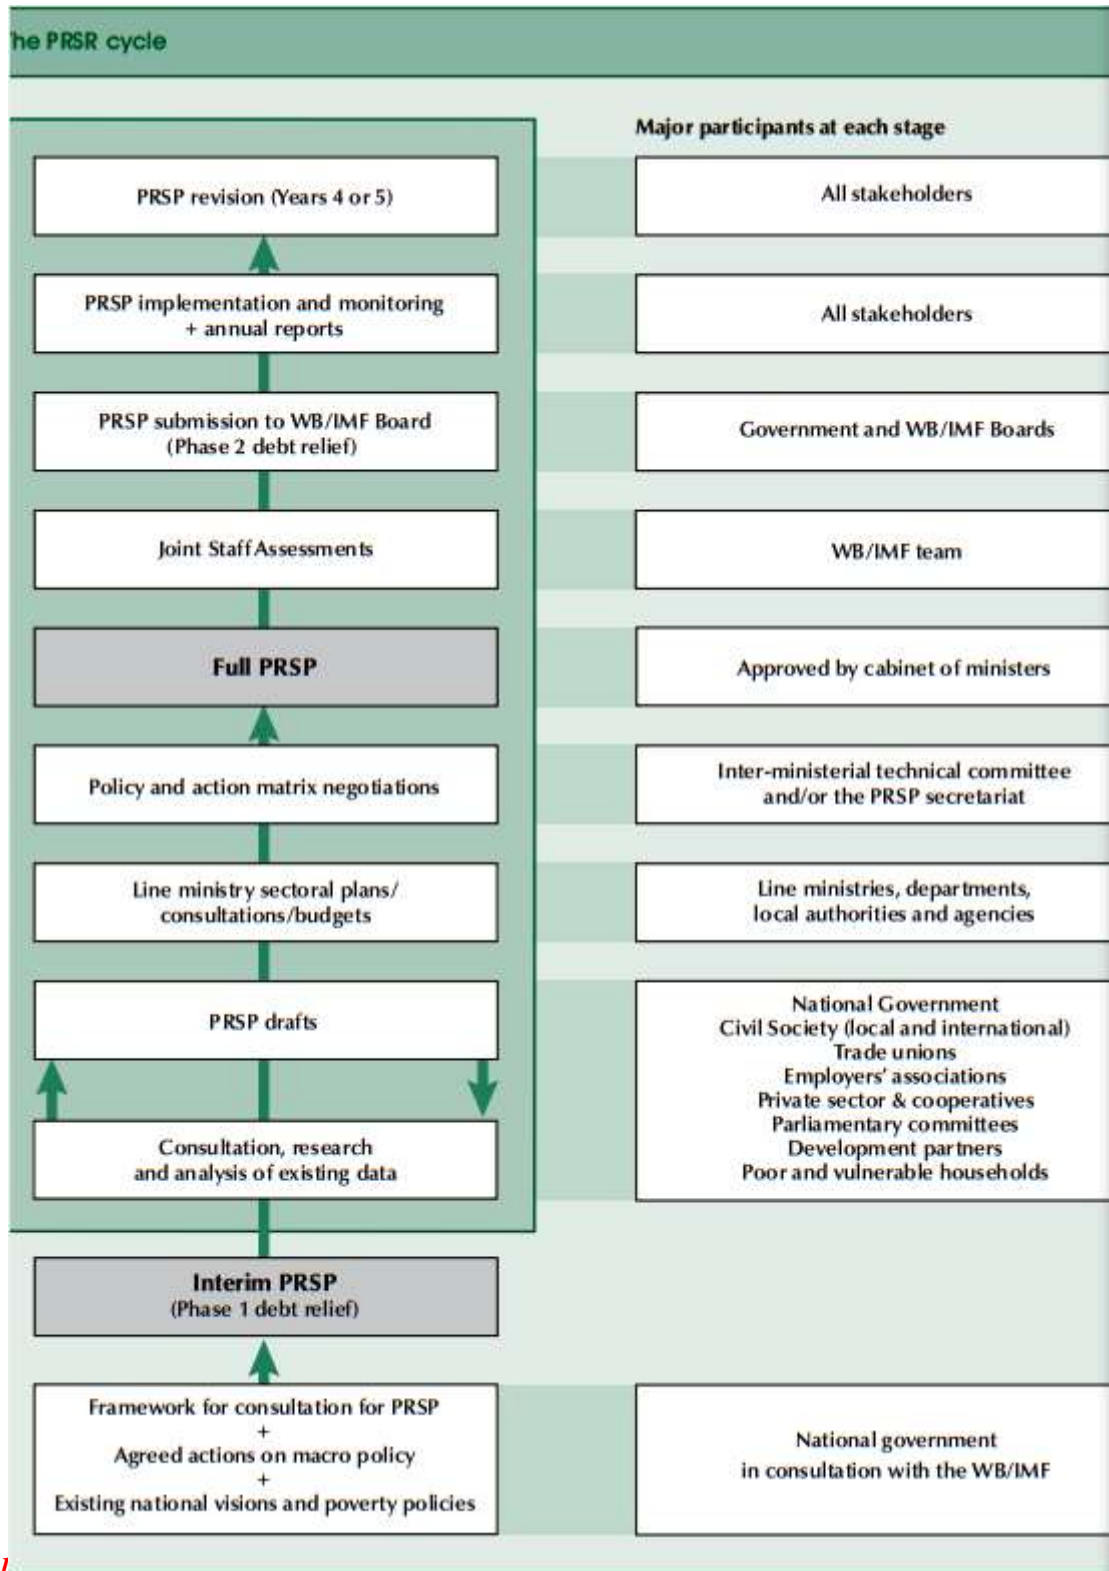 he PRSR cycle
Major participants at each stage
PRSP revision (Years 4 or 5)
All stakeholders
PRSP implementation and monitoring
+ annual reports
All stakeholders
PRSP submission to WB/IMF Board
(Phase 2 debt relief)
Government and WB/IMF Boards
Joint Staff Assessments
WB/IMF team
Full PRSP
Approved by cabinet of ministers
Policy and action matrix negotiations
Inter-ministerial technical committee
and/or the PRSP secretariat
Line ministry sectoral plans/
consultations/budgets
Line ministries, departments,
local authorities and agencies
PRSP drafts
National Government
Civil Society (local and international)
Trade unions
Employers' associations
Private sector & cooperatives
Parliamentary committees
Development partners
Poor and vulnerable households
Consultation, research
and analysis of existing data
Interim PRSP
(Phase 1 debt relief)
Framework for consultation for PRSP
+
Agreed actions on macro policy
+
Existing national visions and poverty policies
National government
in consultation with the WB/IMF